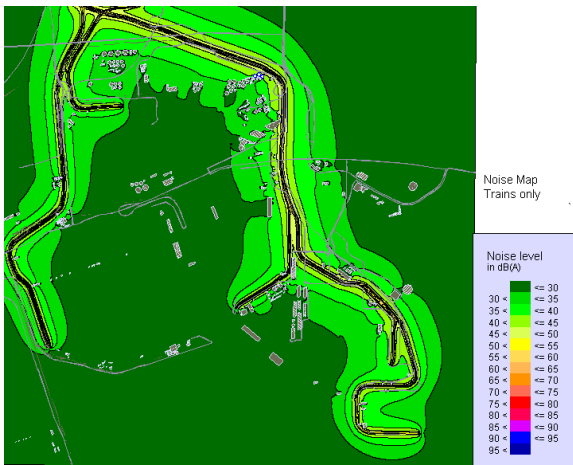 Noise Map
Trains only
Noise level
in dB(A)
<= 30
30 < <= 35
35 < <= 40
40 < <= 45
45 < <= 50
50 < <= 55
55 < <= 60
60 < <= 65
65 < <= 70
70 < <= 75
75 < <= 80
80 < <= 85
85 < <= 90
90 < <= 95
95 <